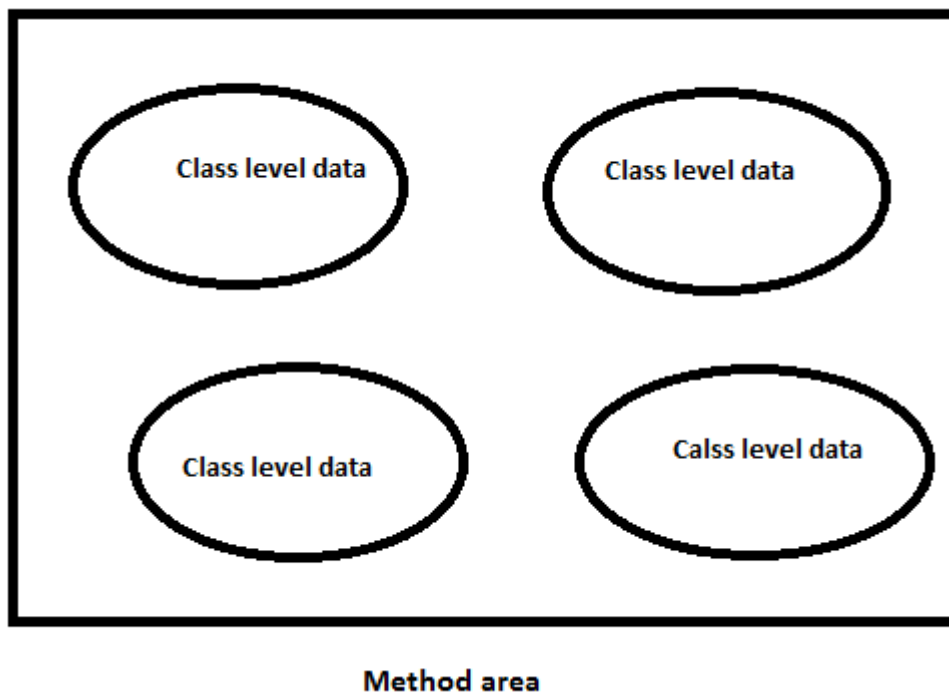 Class level data
Class level data
Class level data
Calss level data
Method area